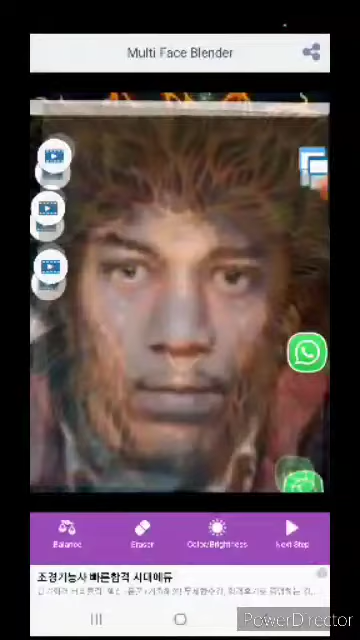 Multi Face Blender
Balance
Eraser
Color/Brightness
Next Step
조경기능사 빠른합격 시대에듀
PowerDirector